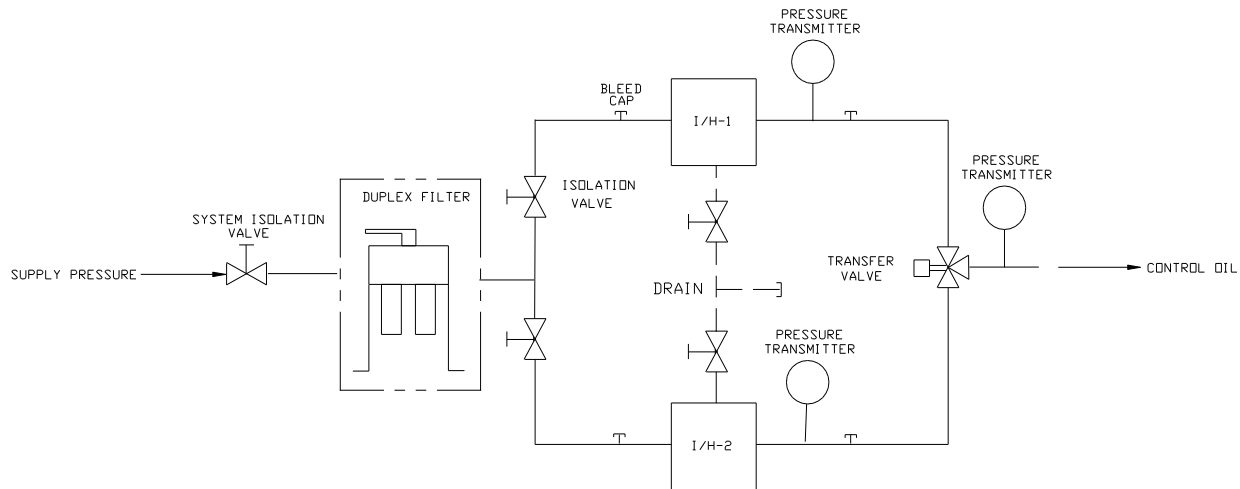 PRESSURE
TRANSMITTER
BLEED
CAP
I/H-1
PRESSURE
TRANSMITTER
DUPLEX FILTER
ISOLATION
VALVE
SYSTEM ISOLATION
VALVE
SUPPLY PRESSURE
TRANSFER
VALVE
CONTROL OIL
DRAIN
PRESSURE
TRANSMITTER
I/H-2